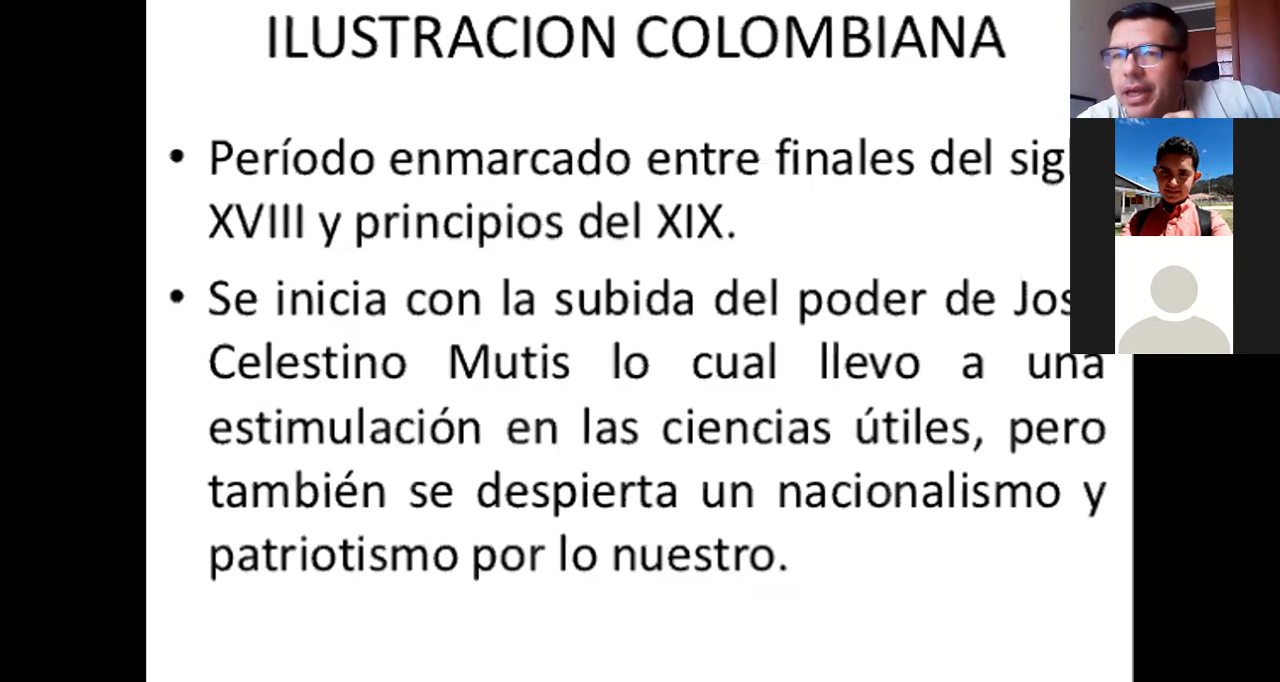 ILUSTRACION COLOMBIANA
• Período enmarcado entre finales del
XVIII y principios del XIX.
• Se inicia con la subida del poder de
Celestino Mutis lo cual llevo a una
estimulación en las ciencias útiles, pero
también se despierta un nacionalismo y
patriotismo por lo nuestro.